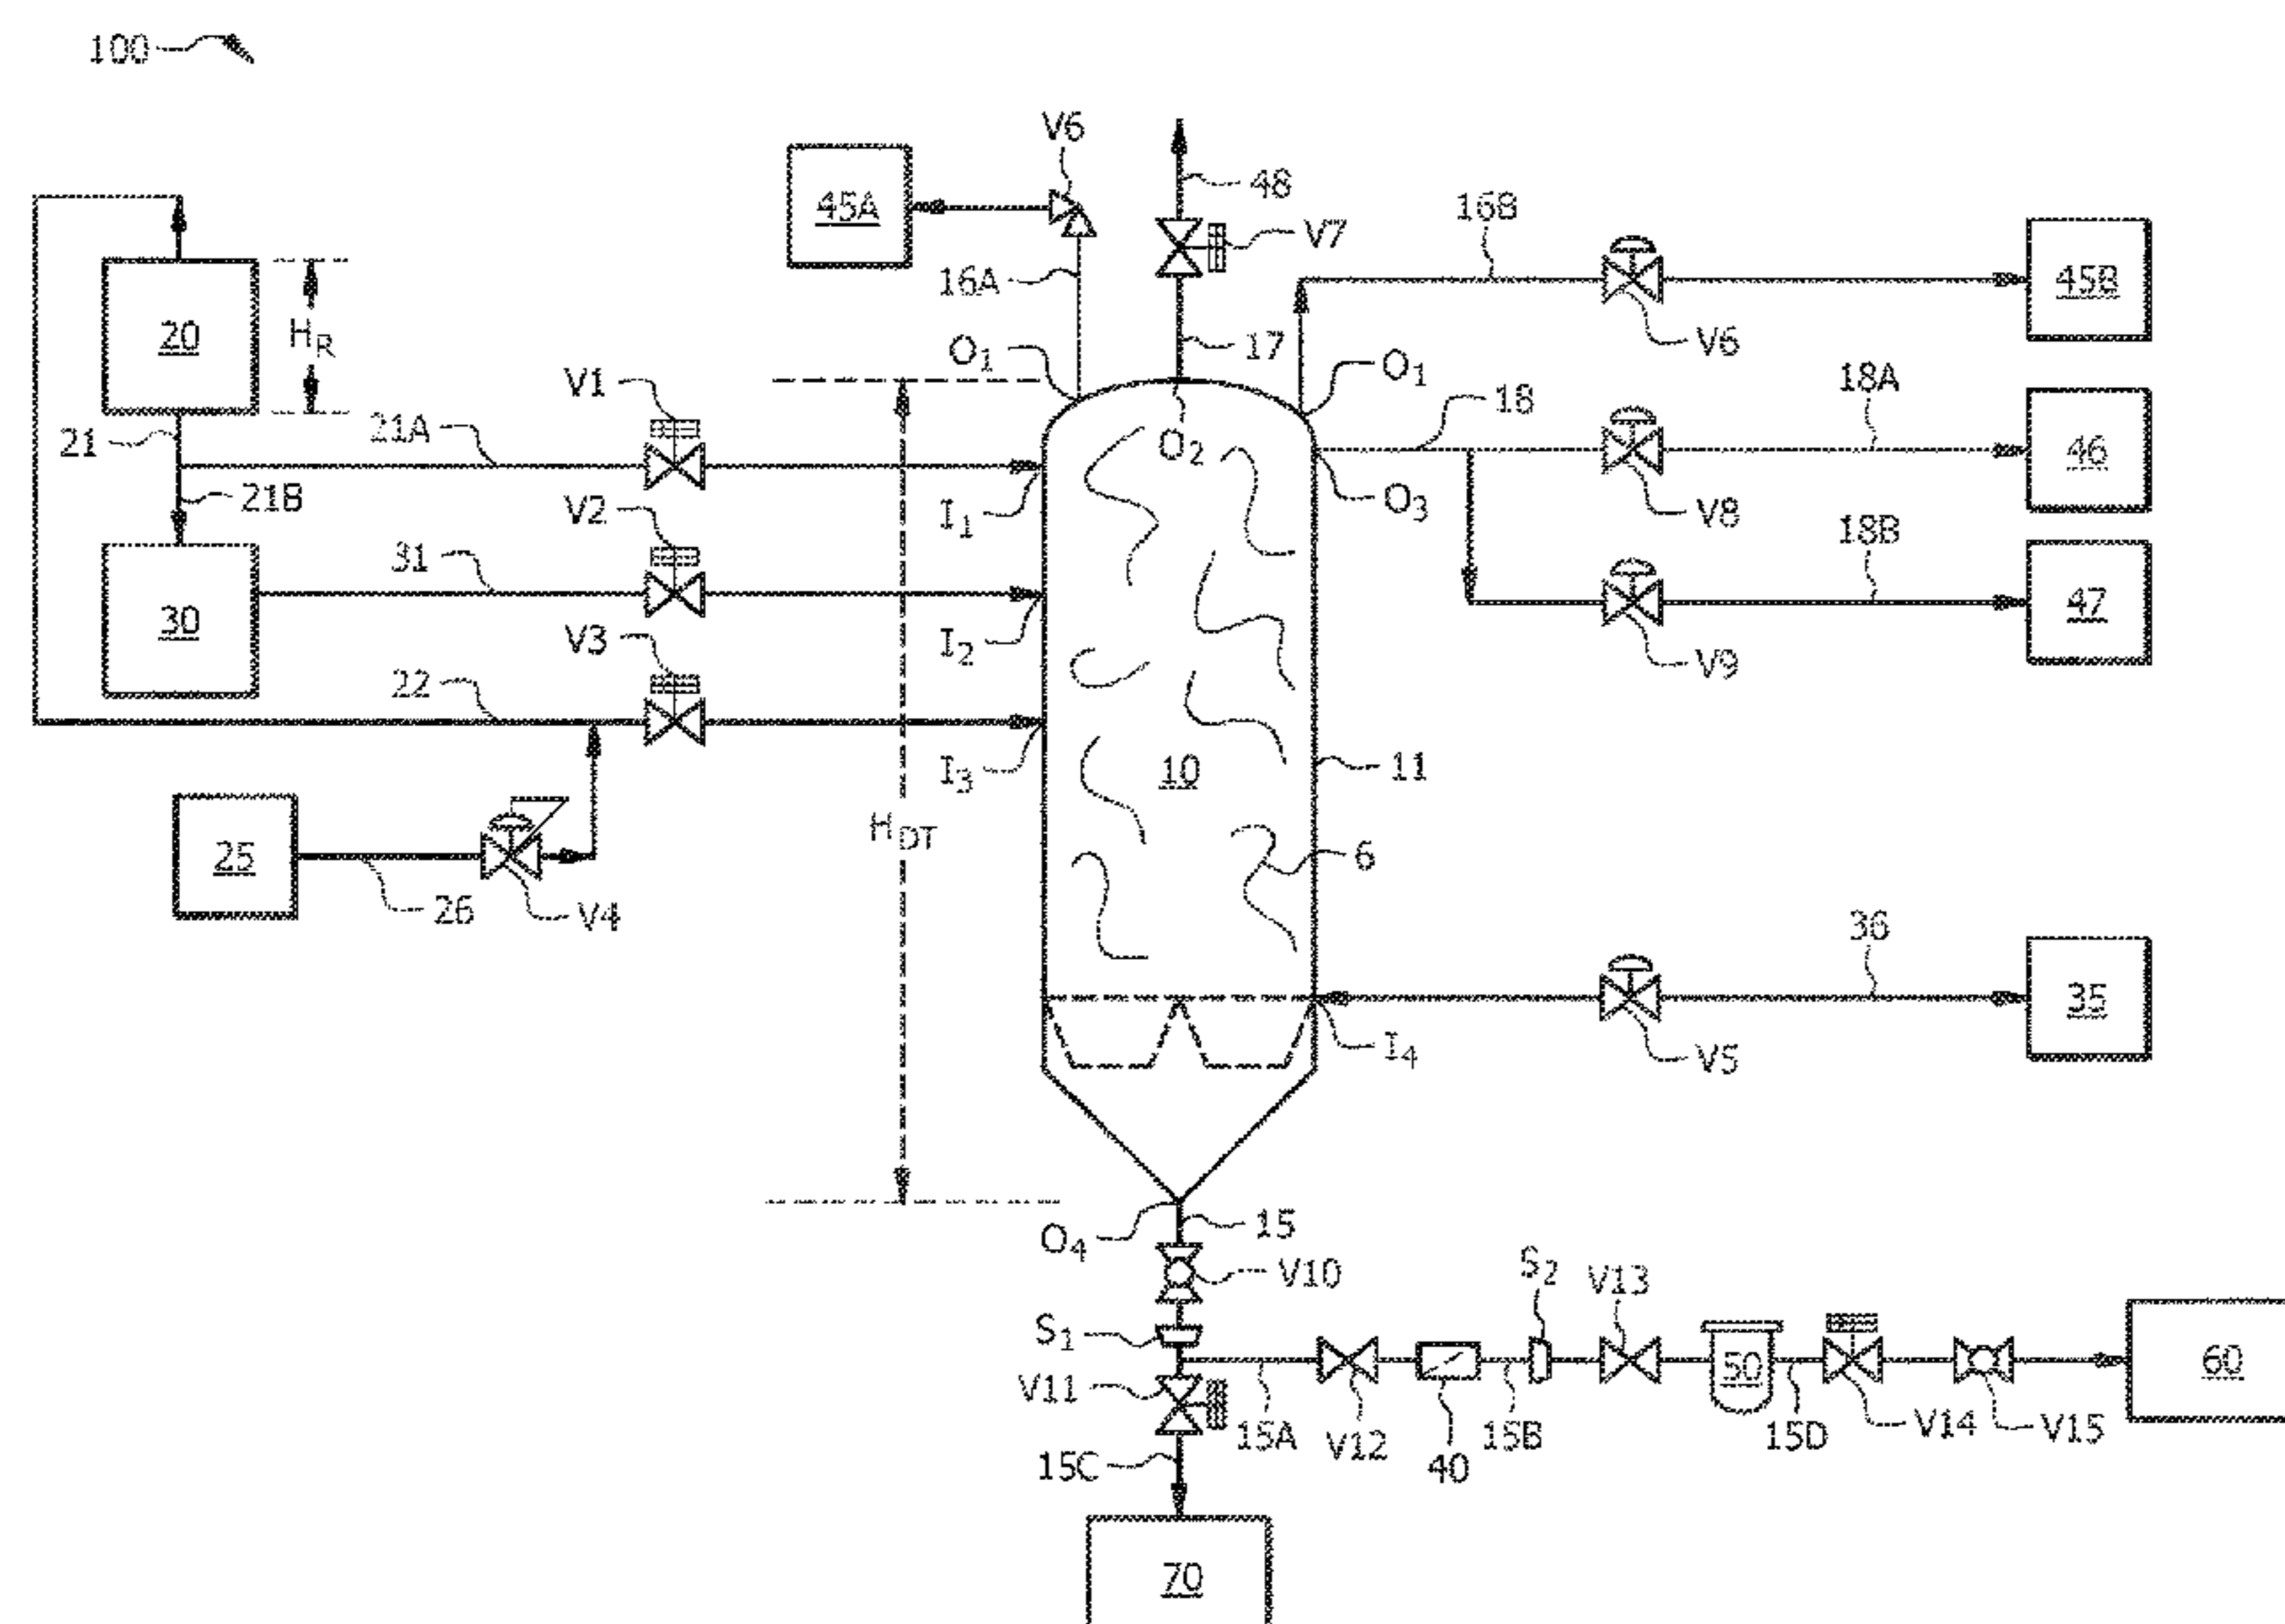 100
V6
45A
48
16B
V7
45B
16A
20
H_R
V6
O₁
17
O₁
18A
V1
18
21
21A
O₂
46
21B
V2
I₁
O₃
V8
18B
31
30
47
V3
I₂
V9
22
I₃
10
11
H_DT
25
6
26
V4
36
35
I₄
V5
O₄
15
V10
S₂
V13
S₁
60
50
V11
15A
V12
15B
15D
V14
V15
15C
40
70